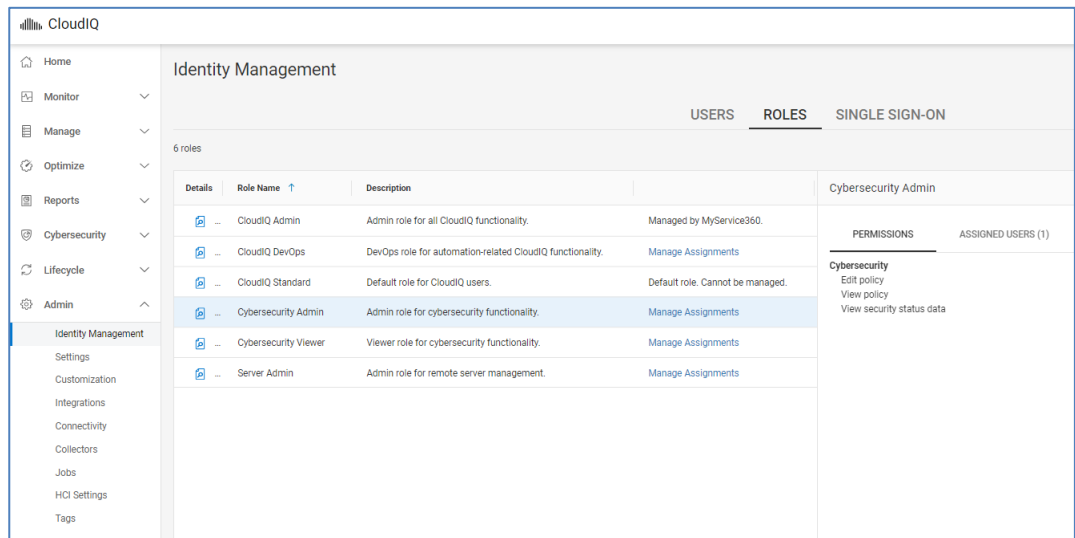 CloudIQ
Home
Monitor
Manage
Optimize
Reports
Cybersecurity
Lifecycle
Admin
Identity Management
Settings
Customization
Integrations
Connectivity
Collectors
Jobs
HCI Settings
Tags
Identity Management
USERS ROLES SINGLE SIGN-ON
6 roles
Details Role Name ↑ Description
... CloudIQ Admin Admin role for all CloudIQ functionality. Managed by MyService360.
... CloudIQ DevOps DevOps role for automation-related CloudIQ functionality. Manage Assignments
... CloudIQ Standard Default role for CloudIQ users. Default role. Cannot be managed.
... Cybersecurity Admin Admin role for cybersecurity functionality. Manage Assignments
... Cybersecurity Viewer Viewer role for cybersecurity functionality. Manage Assignments
... Server Admin Admin role for remote server management. Manage Assignments
Cybersecurity Admin
PERMISSIONS ASSIGNED USERS (1)
Cybersecurity
Edit policy
View policy
View security status data